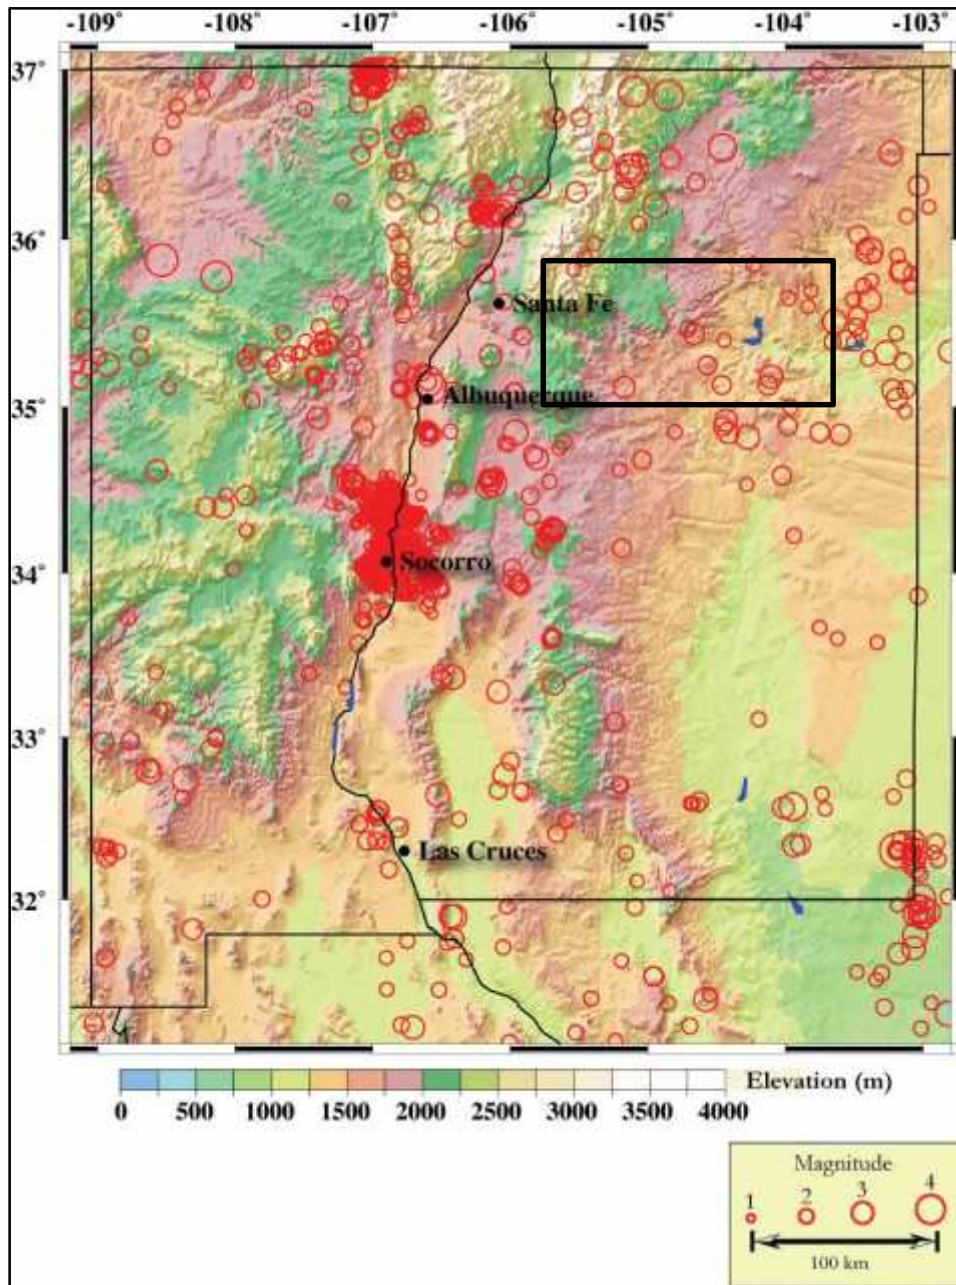 -109° -108° -107° -106° -105° -104° -103°
37°
36°
Santa Fe
35°
Albuquerque
34°
Socorro
33°
Las Cruces
32°
Elevation (m)
0 500 1000 1500 2000 2500 3000 3500 4000
Magnitude
1 2 3 4
100 km